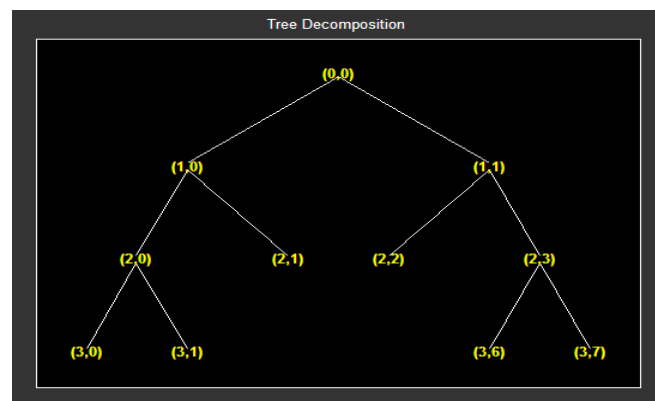 Tree Decomposition
(0,0)
(1,0) (1,1)
(2,0) (2,1) (2,2) (2,3)
(3,0) (3,1) (3,6) (3,7)